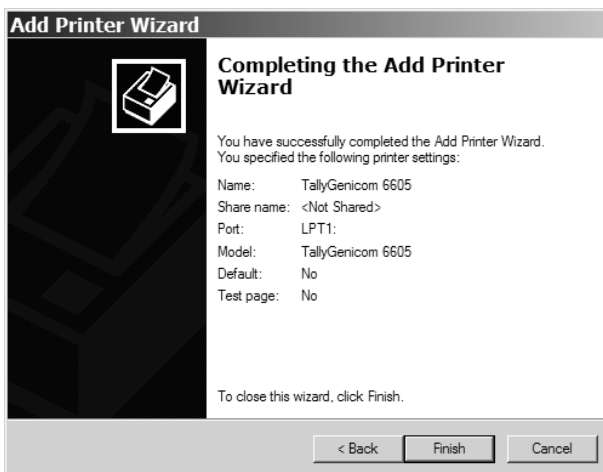 Add Printer Wizard
Completing the Add Printer
Wizard
You have successfully completed the Add Printer Wizard.
You specified the following printer settings:
Name: TallyGenicom 6605
Share name: <Not Shared>
Port: LPT1:
Model: TallyGenicom 6605
Default: No
Test page: No
To close this wizard, click Finish.
< Back Finish Cancel